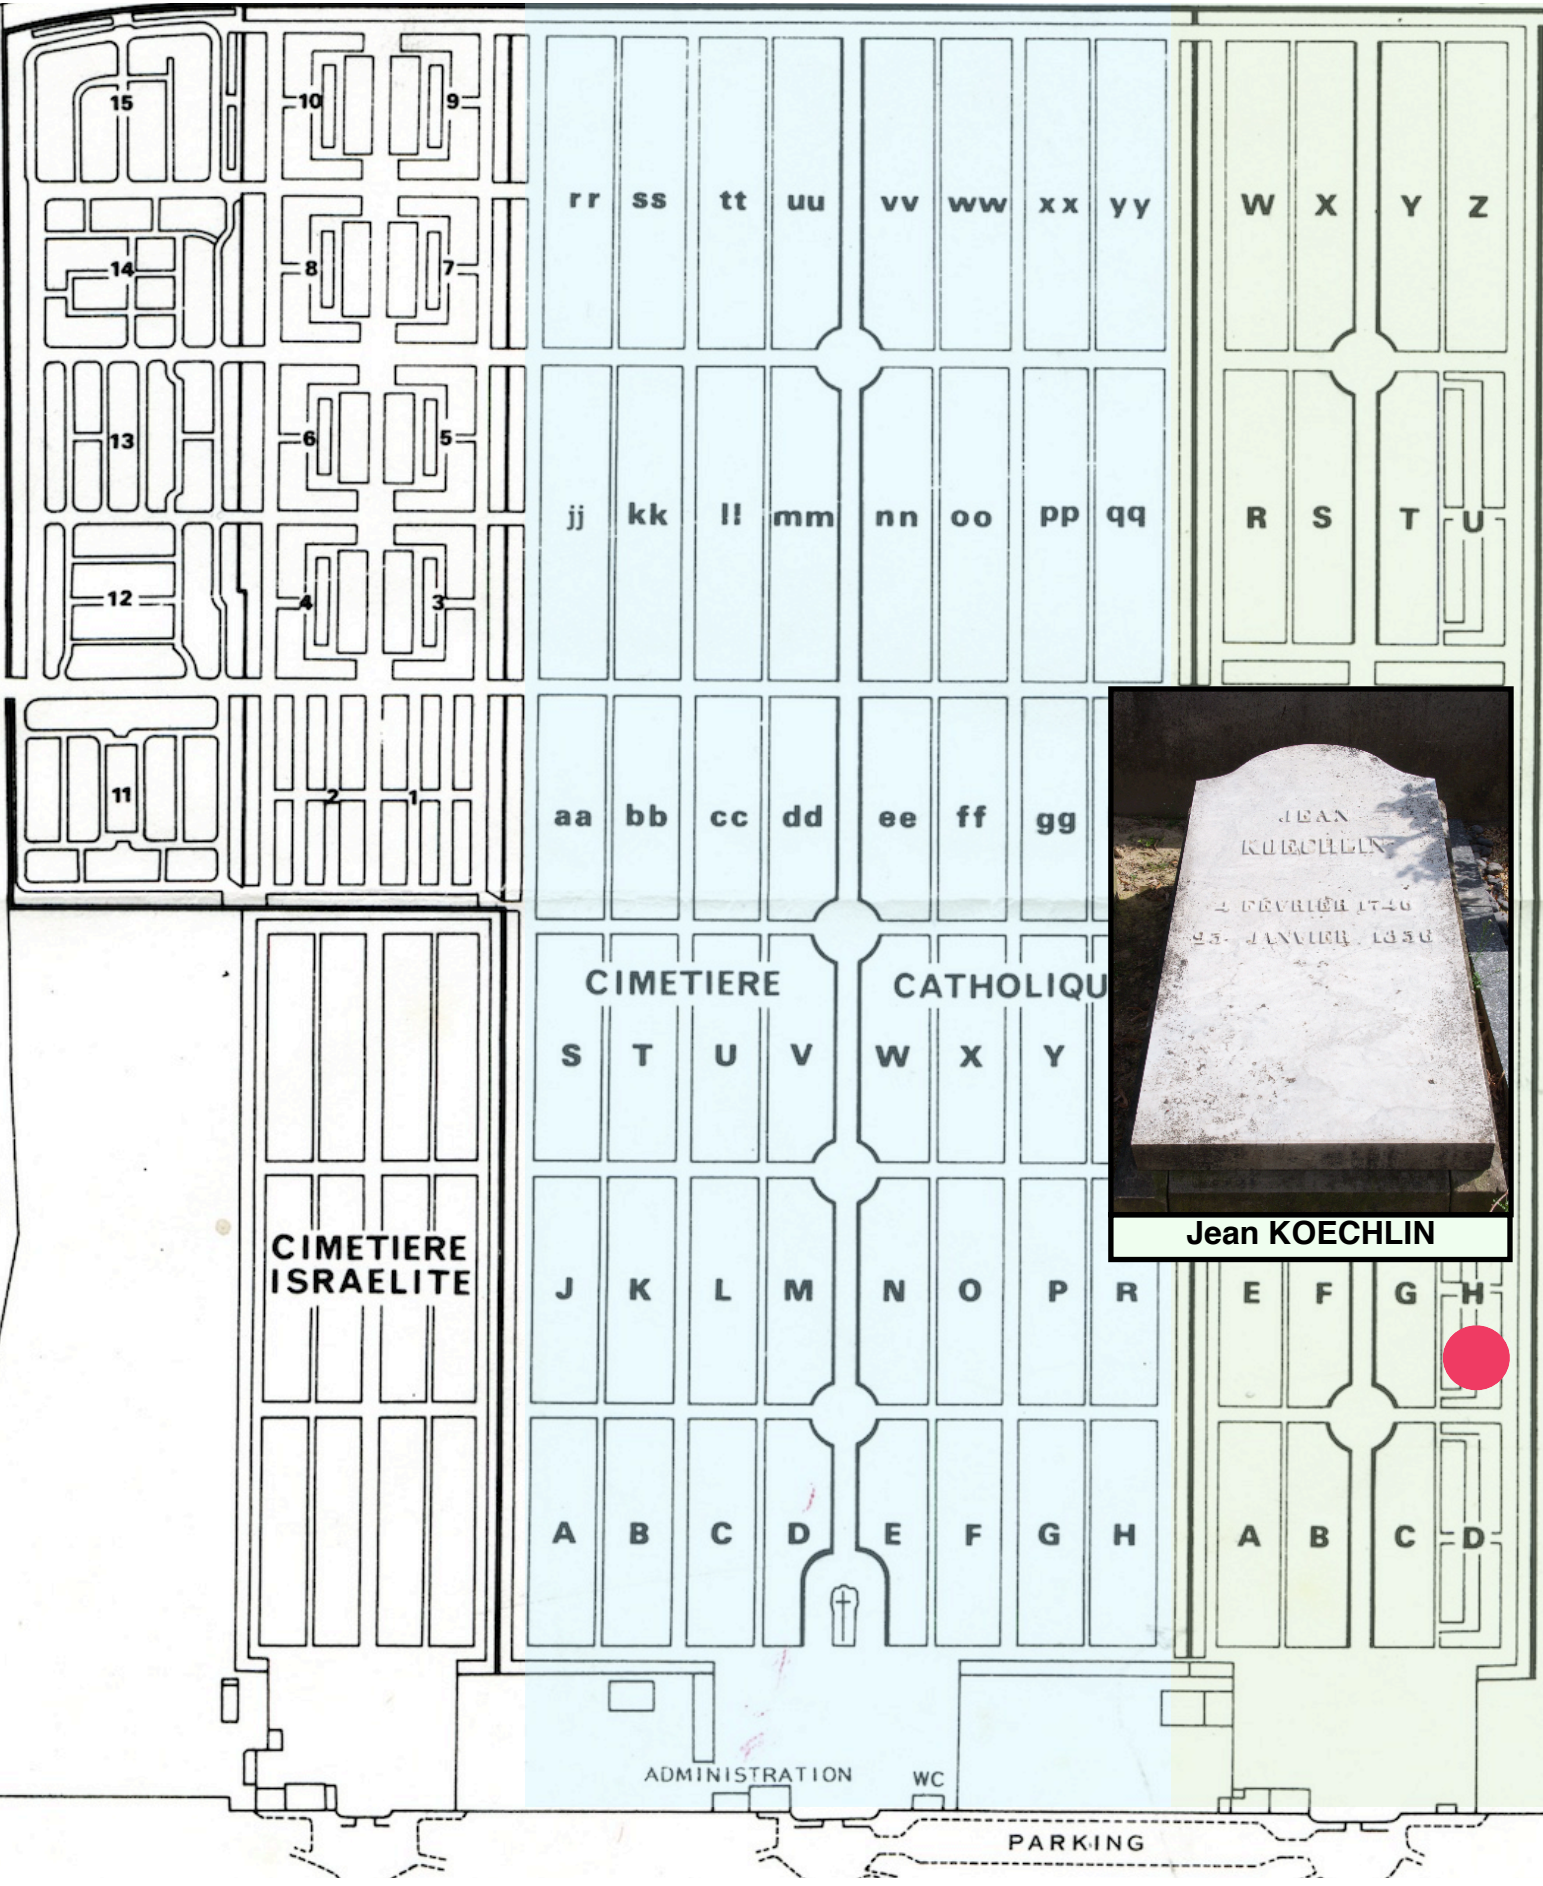 15
10
9
rr ss tt uu vv ww xx yy
W X Y Z
14
8
7
13
6
5
jj kk ll mm nn oo pp qq
R S T U
12
4
3
11
2
1
aa bb cc dd ee ff gg
JEAN
KOECHLIN
FÉVRIER 1746
JANVIER 1836
CIMETIERE CATHOLIQU
S T U V W X Y
Jean KOECHLIN
CIMETIERE
ISRAELITE
J K L M N O P R
E F G H
A B C D E F G H
A B C D
ADMINISTRATION
WC
PARKING